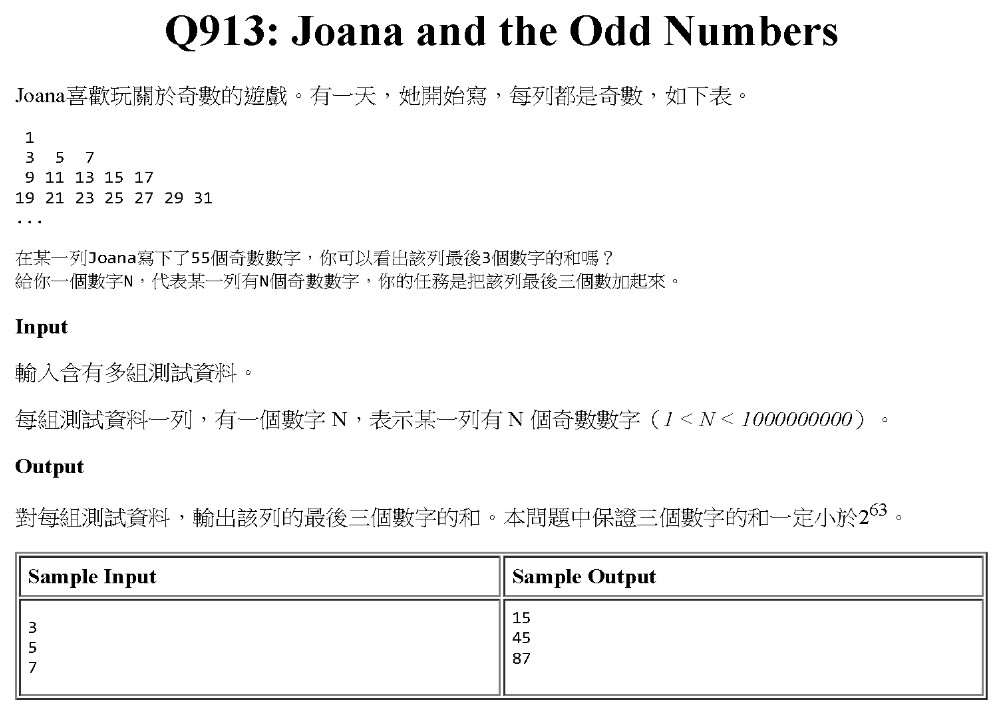 Q913: Joana and the Odd Numbers
Joana喜歡玩關於奇數的遊戲。有一天，她開始寫，每列都是奇數，如下表。
1
3 5 7
9 11 13 15 17
19 21 23 25 27 29 31
...
在某一列Joana寫下了55個奇數數字，你可以看出該列最後3個數字的和嗎？
給你一個數字N，代表某一列有N個奇數數字，你的任務是把該列最後三個數加起來。
Input
輸入含有多組測試資料。
每組測試資料一列，有一個數字 N，表示某一列有 N 個奇數數字（1 < N < 1000000000）。
Output
對每組測試資料，輸出該列的最後三個數字的和。本問題中保證三個數字的和一定小於2^63。
Sample Input
Sample Output
3
5
7
15
45
87